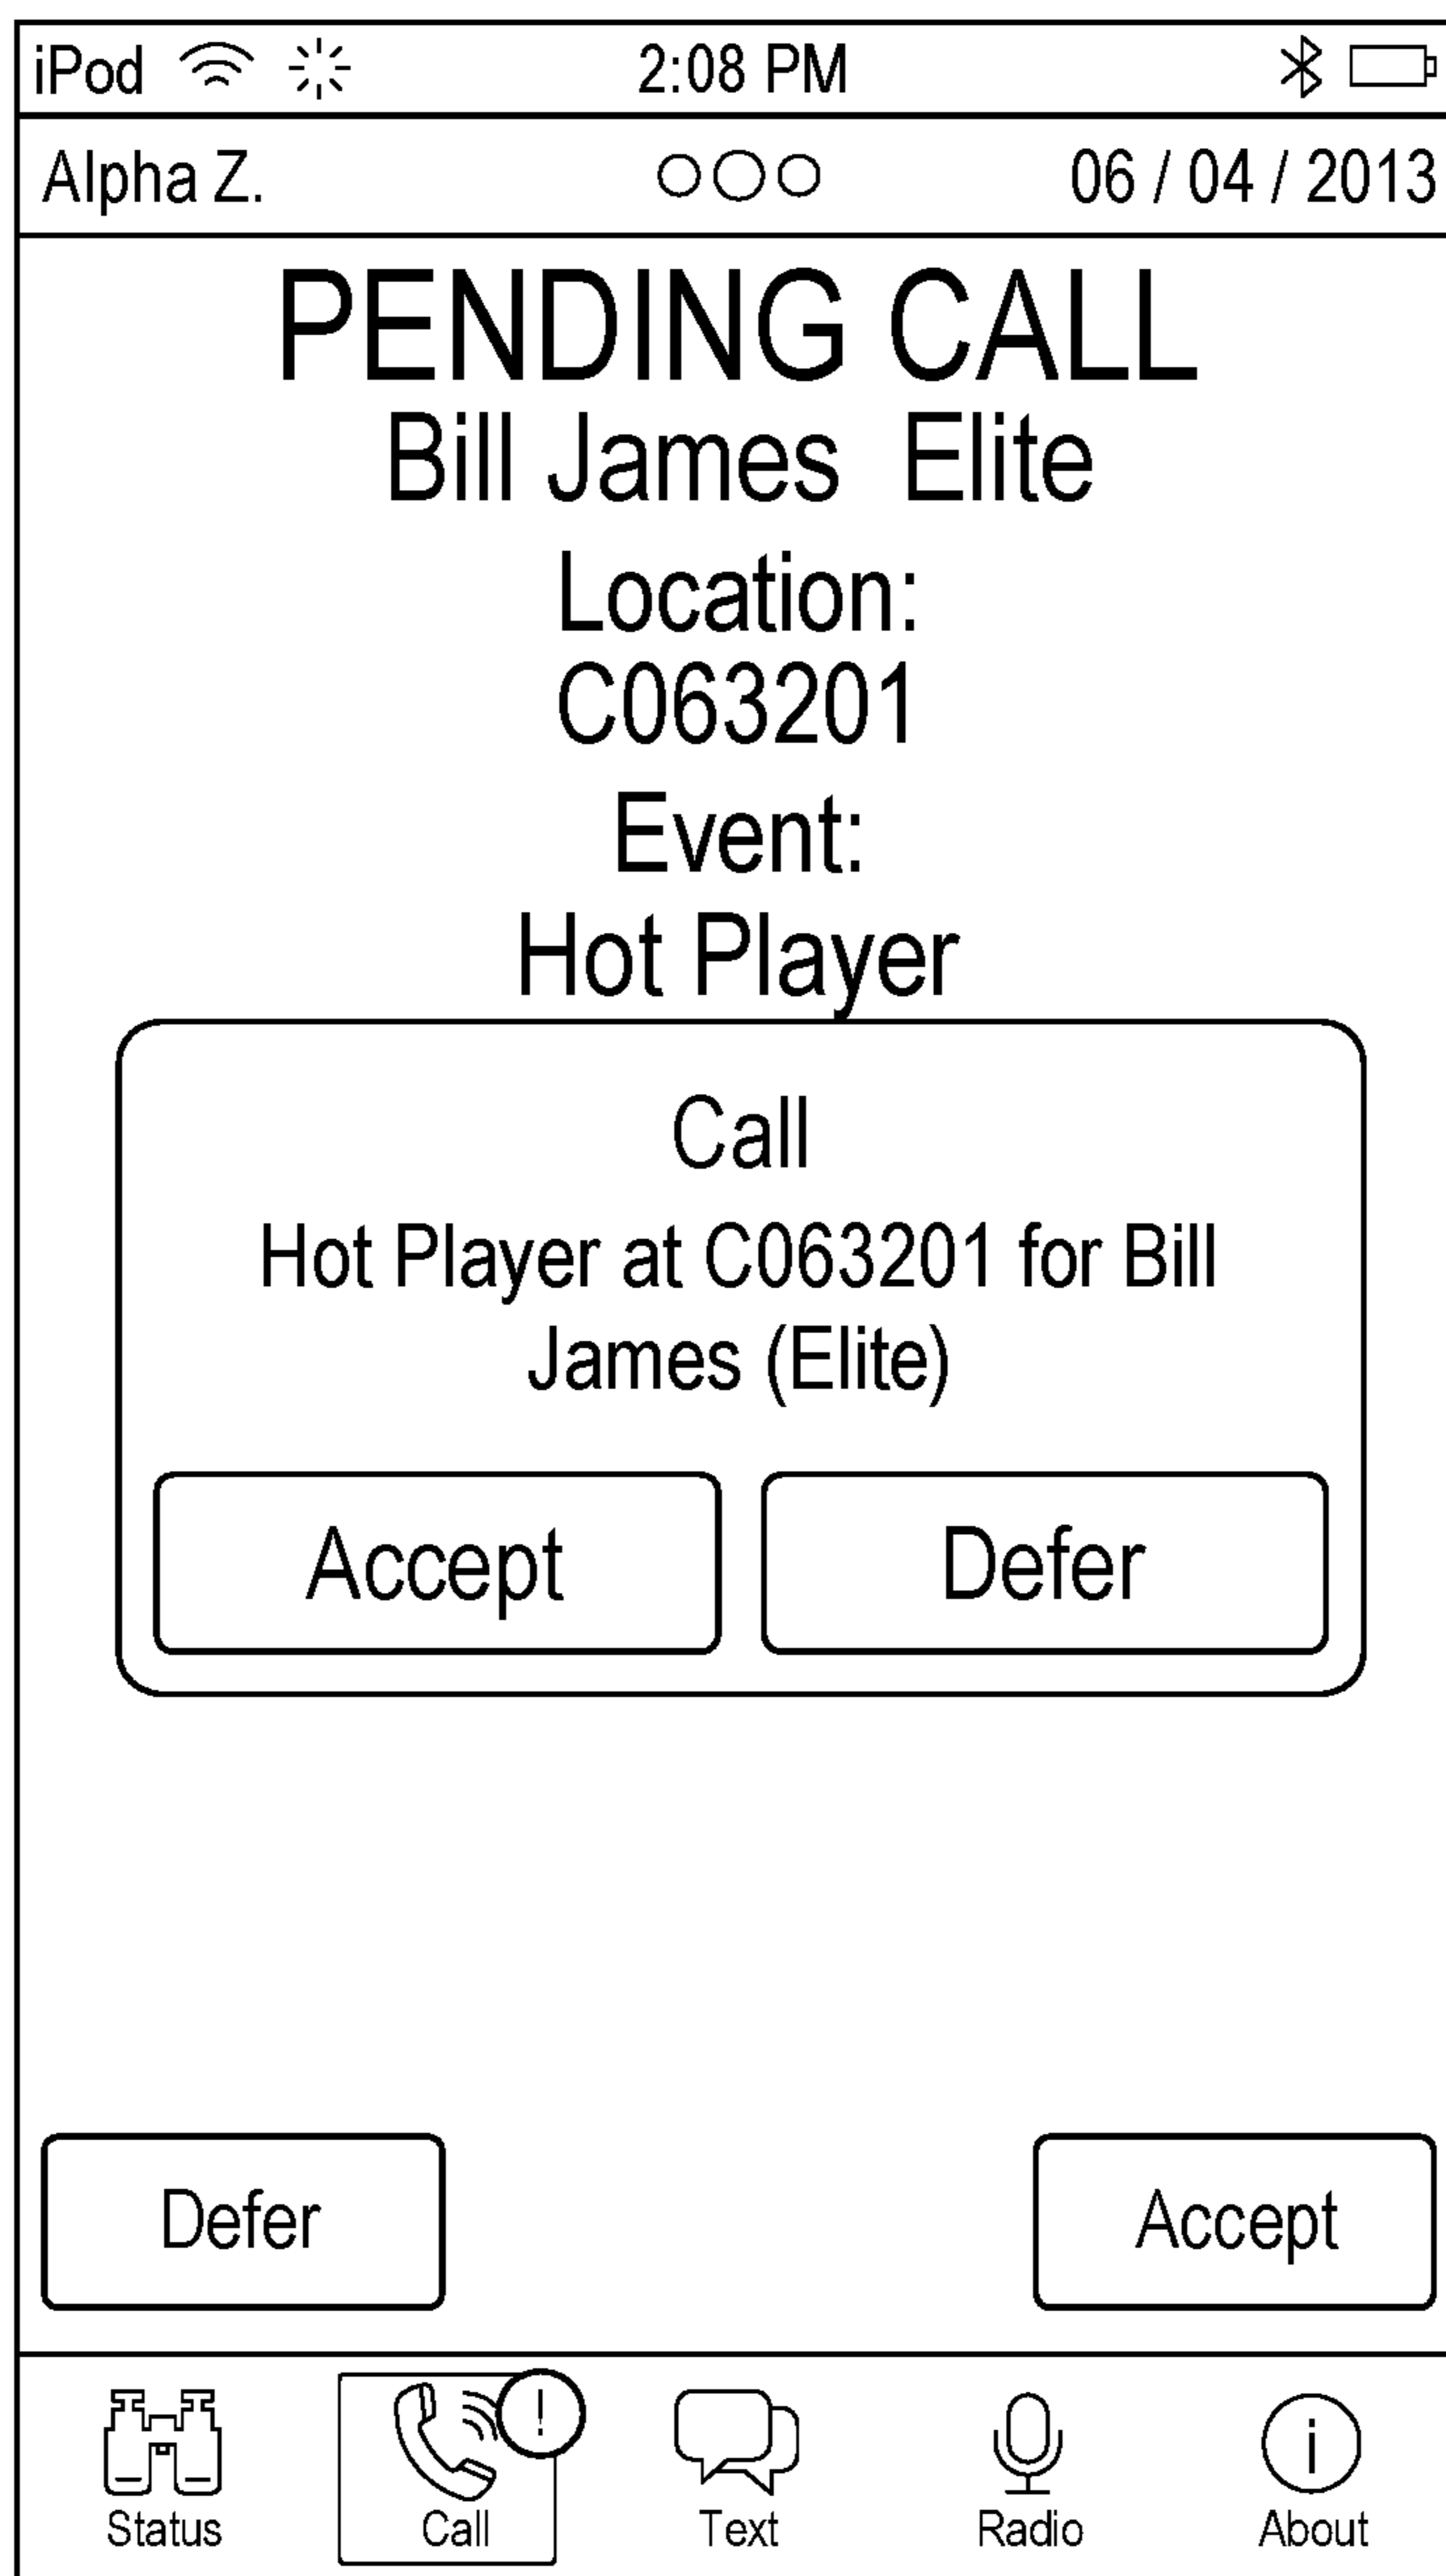 iPod 2:08 PM
Alpha Z. 06 / 04 / 2013
PENDING CALL
Bill James Elite
Location:
C063201
Event:
Hot Player
Call
Hot Player at C063201 for Bill
James (Elite)
Accept Defer
Defer Accept
!
i
Status Call Text Radio About